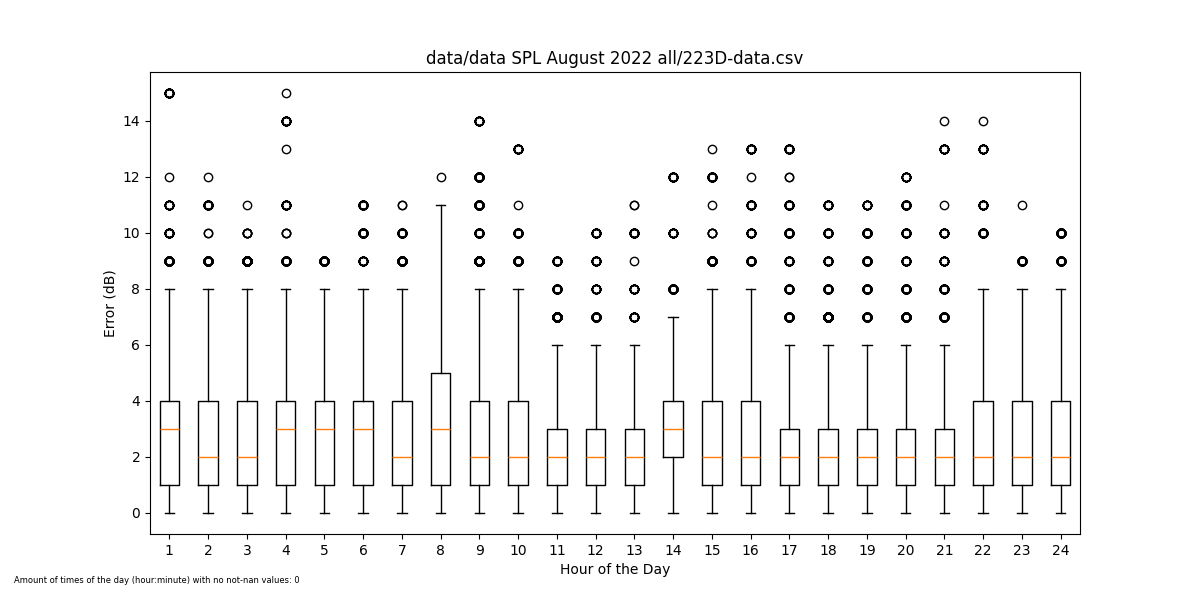 data/data SPL August 2022 all/223D-data.csv
14
12
10
8
6
4
2
0
Error (dB)
1 2 3 4 5 6 7 8 9 10 11 12 13 14 15 16 17 18 19 20 21 22 23 24
Hour of the Day
Amount of times of the day (hour:minute) with no not-nan values: 0